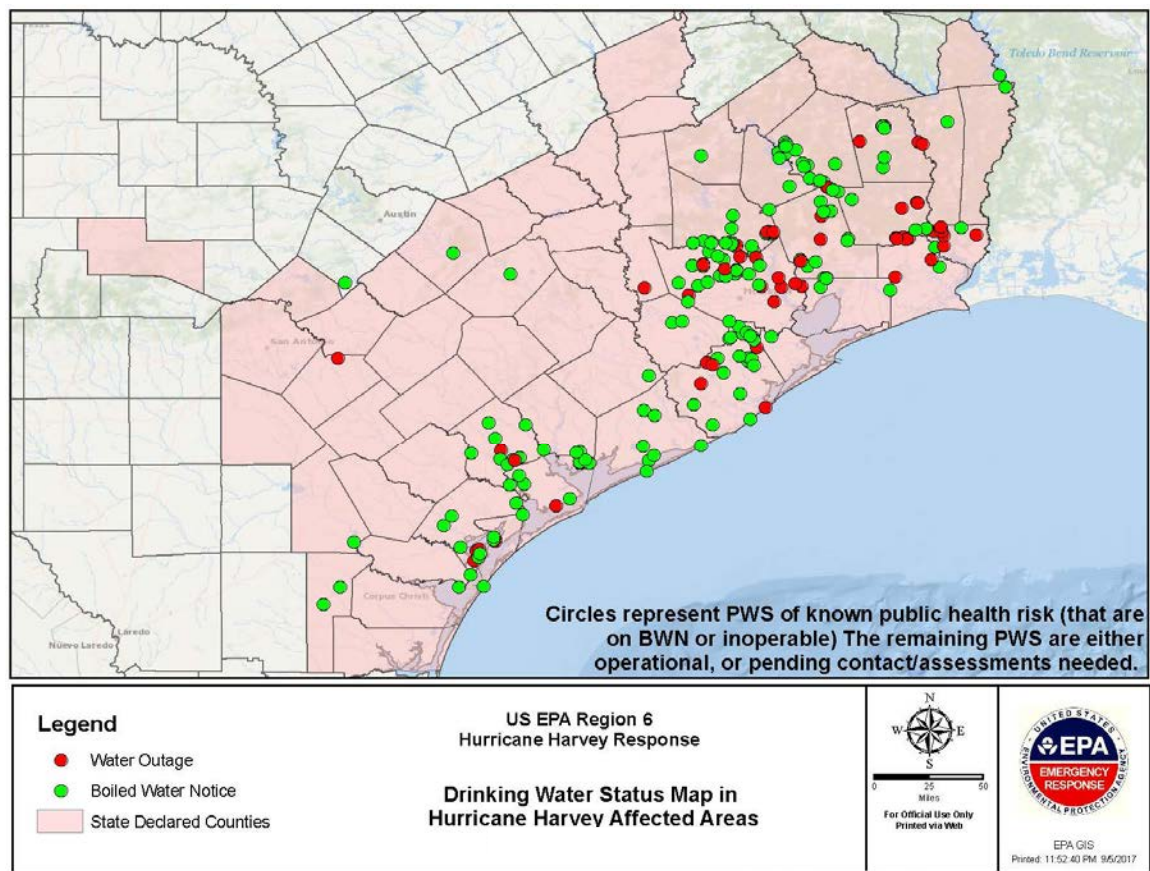 Toledo Bend Reservoir
Austin
San Antonio
Corpus Christi
Laredo
Nuevo Laredo
Circles represent PWS of known public health risk (that are
on BWN or inoperable) The remaining PWS are either
operational, or pending contact/assessments needed.
Legend
Water Outage
Boiled Water Notice
State Declared Counties
US EPA Region 6
Hurricane Harvey Response
Drinking Water Status Map in
Hurricane Harvey Affected Areas
N
W E
S
0 25 50
Miles
For Official Use Only
Printed via Web
UNITED STATES
EPA
EMERGENCY
RESPONSE
ENVIRONMENTAL PROTECTION AGENCY
EPA GIS
Printed: 11:52:40 PM 9/5/2017